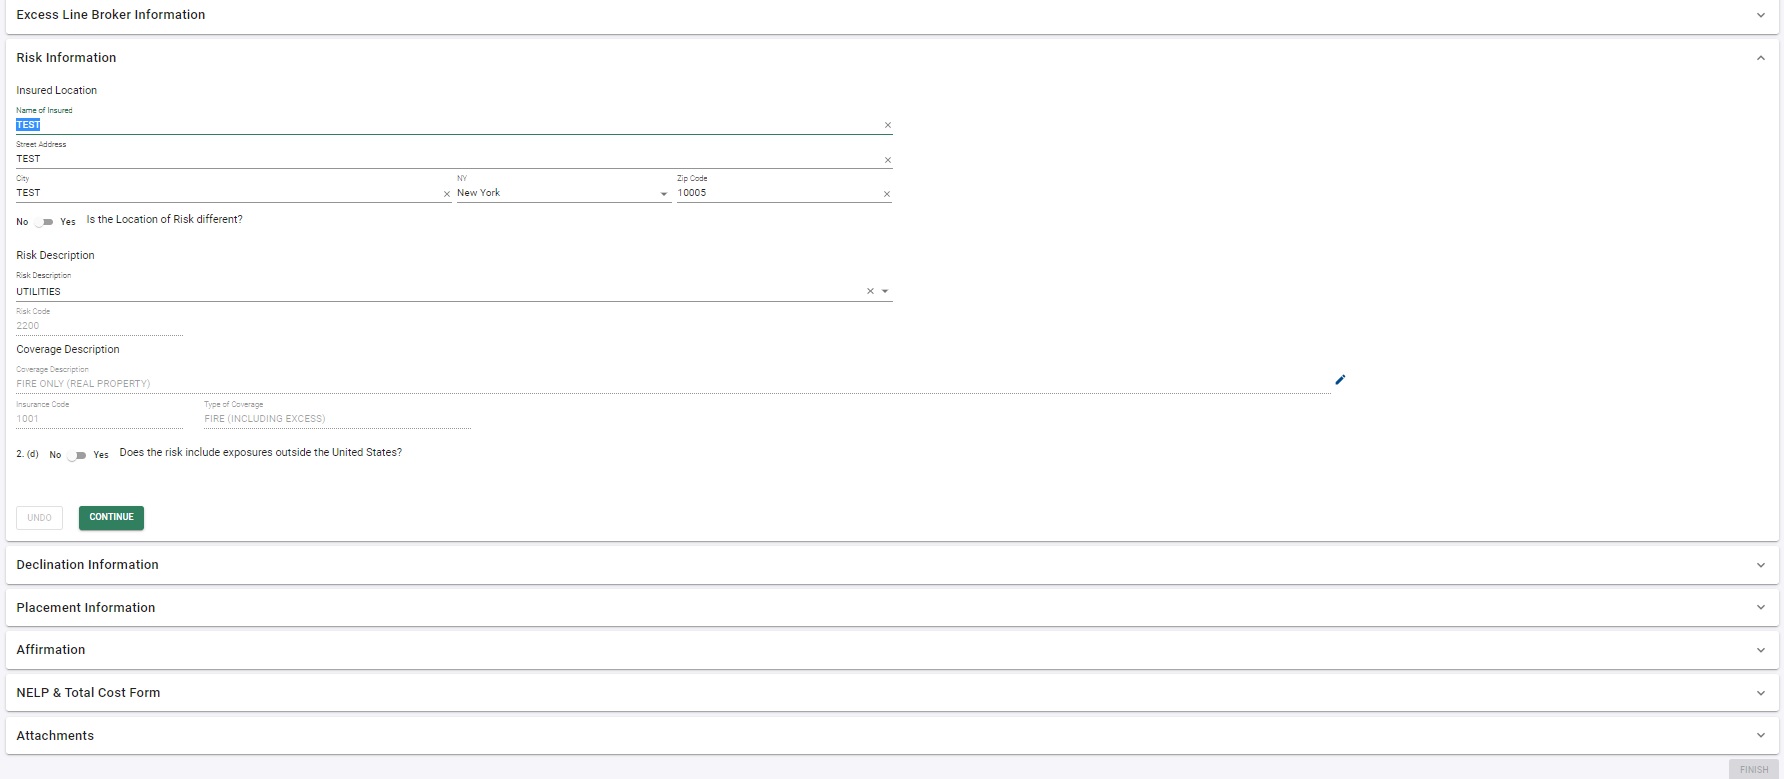 Excess Line Broker Information
Risk Information
Insured Location
Name of Insured
TEST
Street Address
TEST
City NY Zip Code
TEST New York 10005
No Yes Is the Location of Risk different?
Risk Description
Risk Description
UTILITIES
Risk Code
2200
Coverage Description
Coverage Description
FIRE ONLY (REAL PROPERTY)
Insurance Code Type of Coverage
1001 FIRE (INCLUDING EXCESS)
2. (d) No Yes Does the risk include exposures outside the United States?
UNDO CONTINUE
Declination Information
Placement Information
Affirmation
NELP & Total Cost Form
Attachments
FINISH